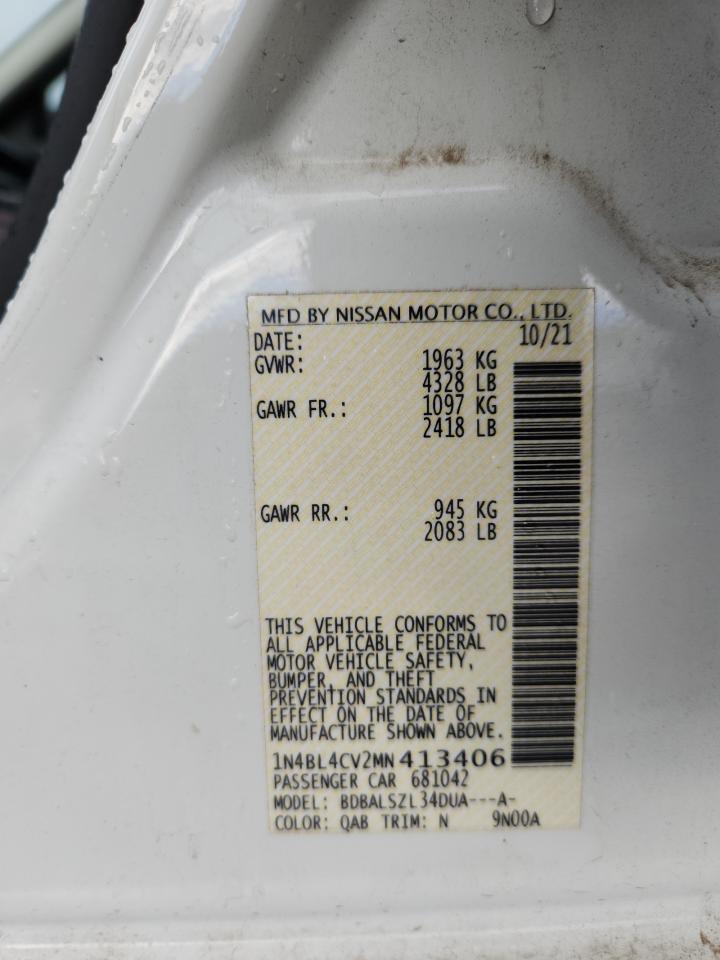 MFD BY NISSAN MOTOR CO., LTD.
DATE: 10/21
GVWR: 1963 KG
4328 LB
GAWR FR.: 1097 KG
2418 LB
GAWR RR.: 945 KG
2083 LB
THIS VEHICLE CONFORMS TO
ALL APPLICABLE FEDERAL
MOTOR VEHICLE SAFETY,
BUMPER, AND THEFT
PREVENTION STANDARDS IN
EFFECT ON THE DATE OF
MANUFACTURE SHOWN ABOVE.
1N4BL4CV2MN413406
PASSENGER CAR 681042
MODEL: BDBALSZL34DUA---A-
COLOR: QAB TRIM: N 9N00A